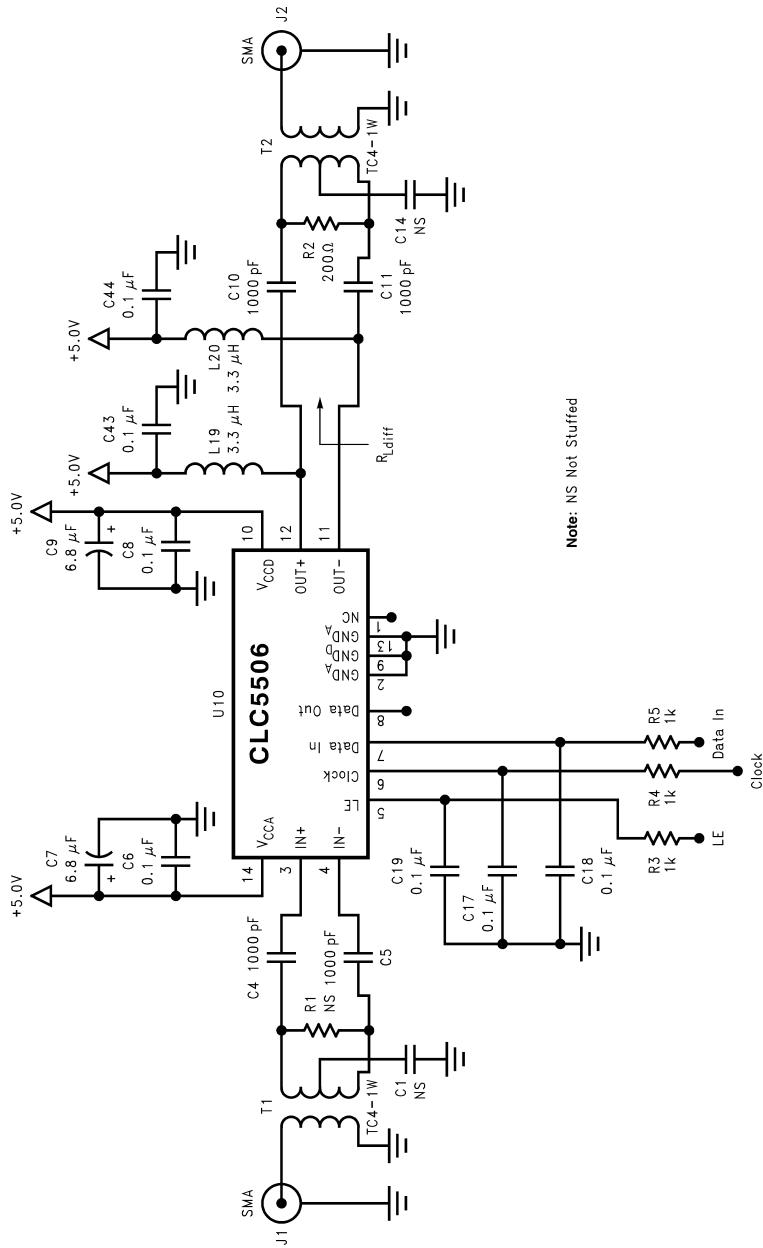 J1
SMA
T1
TC4-1W
C1
NS
R1
NS
C4 1000 pF
1000 pF
C5
+5.0V
C7
6.8 µF
+
C6
0.1 µF
14
3
4
VCCA
IN+
IN-
U10
CLC5506
LE
Clock
Data In
Data Out
GNDA
GNDD
GNDA
NC
5
6
7
8
2
9
13
1
VCCD
OUT+
OUT-
10
12
11
C19
0.1 µF
C17
0.1 µF
C18
0.1 µF
R3
1k
R4
1k
R5
1k
LE
Clock
Data In
+5.0V
C9
6.8 µF
+
C8
0.1 µF
+5.0V
C43
0.1 µF
L19
3.3 µH
+5.0V
C44
0.1 µF
L20
3.3 µH
RLdiff
C10
1000 pF
C11
1000 pF
R2
200Ω
C14
NS
T2
TC4-1W
SMA
J2
Note: NS Not Stuffed